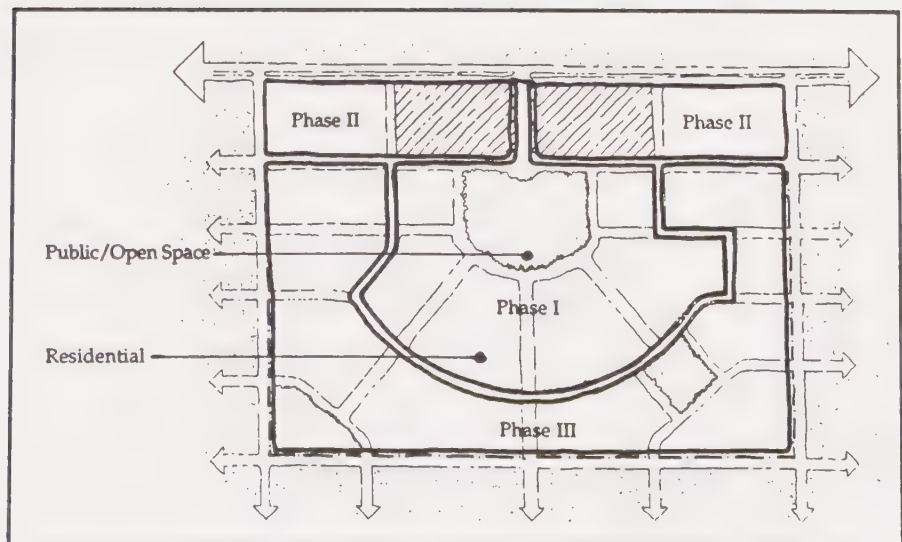 Phase II
Phase II
Public/Open Space
Phase I
Residential
Phase III